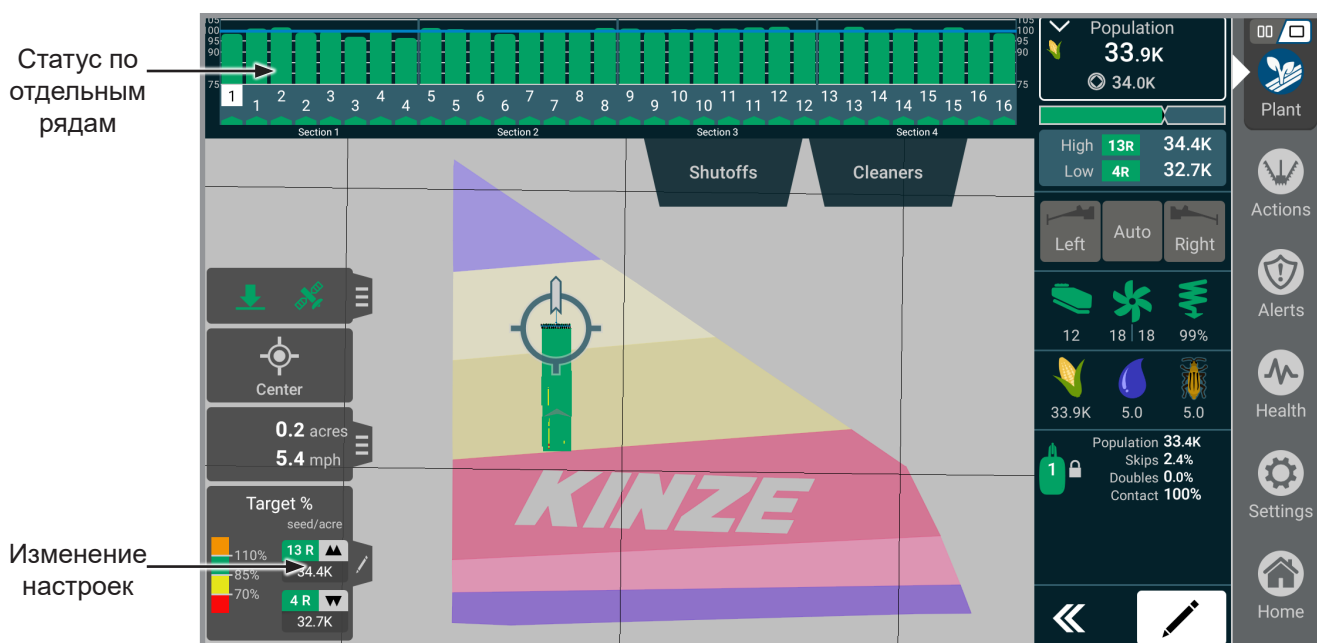 Статус по
отдельным
рядам
Изменение
настроек
105
100
95
90
75
105
100
95
90
75
1 1 2 2 3 3 4 4 5 5 6 6 7 7 8 8 9 9 10 10 11 11 12 12 13 13 14 14 15 15 16 16
Section 1 Section 2 Section 3 Section 4
Shutoffs Cleaners
Center
0.2 acres
5.4 mph
Target %
seed/acre
110%
85%
70%
13 R
34.4K
4 R
32.7K
KINZE
Population
33.9K
34.0K
High 13R 34.4K
Low 4R 32.7K
Left Auto Right
12 18 | 18 99%
33.9K 5.0 5.0
1
Population 33.4K
Skips 2.4%
Doubles 0.0%
Contact 100%
Plant
Actions
Alerts
Health
Settings
Home